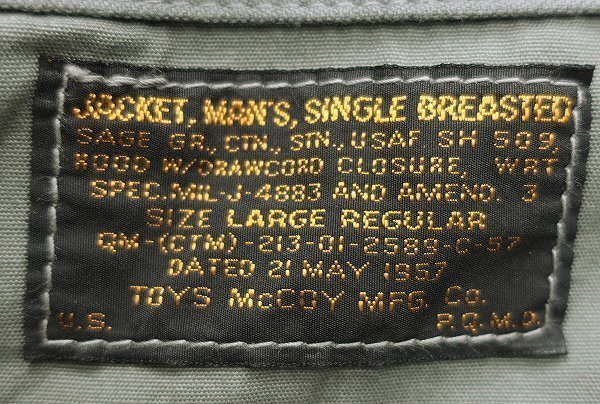 JACKET, MAN'S, SINGLE BREASTED
SAGE GR., CTN., STN., USAF SH 509,
HOOD W/DRAWCORD CLOSURE, WRT
SPEC.MIL-J-4883 AND AMEND. 3
SIZE LARGE REGULAR
QM-(CTM)-213-01-2589-C-57
DATED 21 MAY 1957
TOYS McCOY MFG. CO.
U.S. P.Q.M.D.